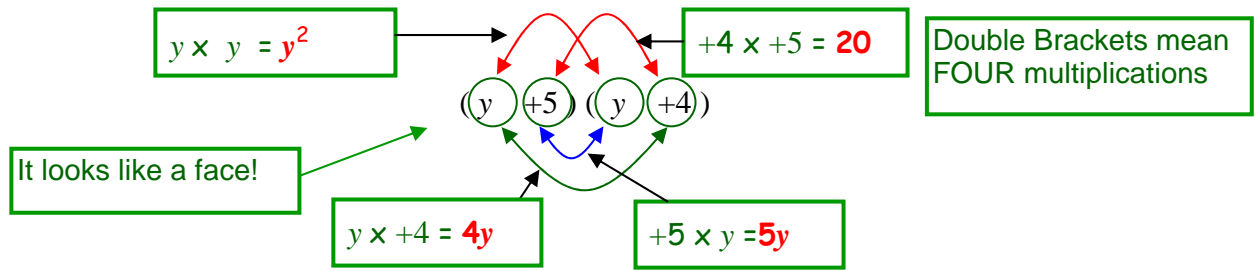 y × y = y²
+4 × +5 = 20
Double Brackets mean
FOUR multiplications
( y +5 ) ( y +4 )
It looks like a face!
y × +4 = 4y
+5 × y =5y